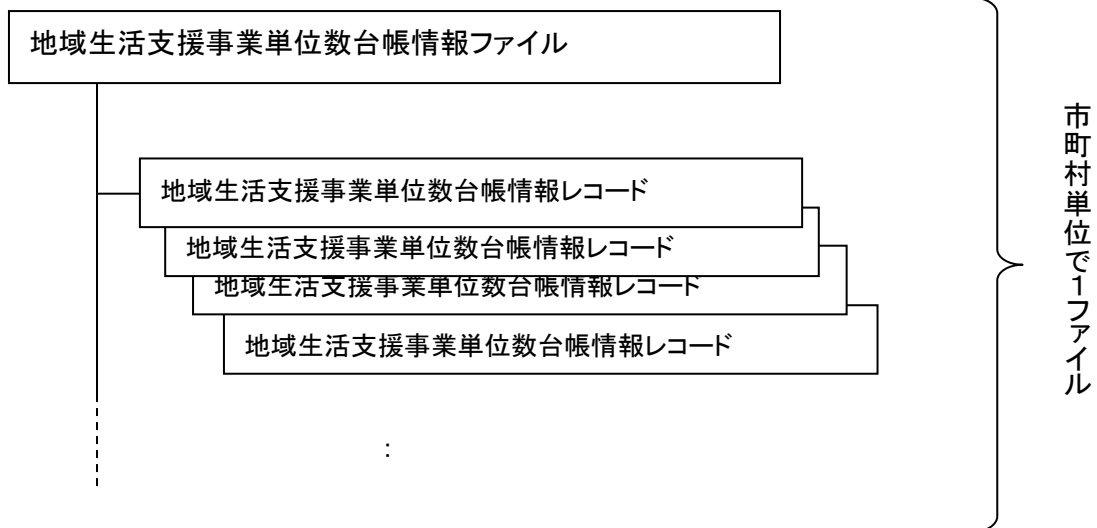 地域生活支援事業単位数台帳情報ファイル
地域生活支援事業単位数台帳情報レコード
地域生活支援事業単位数台帳情報レコード
地域生活支援事業単位数台帳情報レコード
地域生活支援事業単位数台帳情報レコード
:
市町村単位で1ファイル